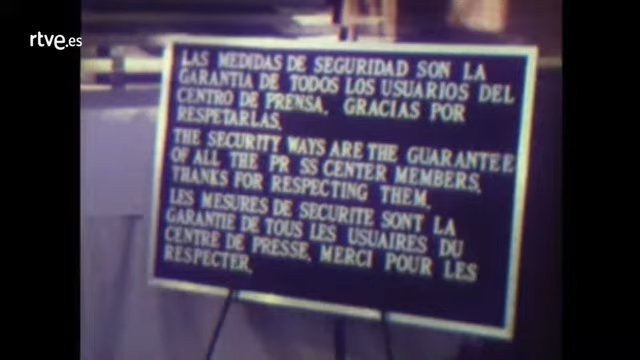 rtve.es
LAS MEDIDAS DE SEGURIDAD SON LA
GARANTIA DE TODOS LOS USUARIOS DEL
CENTRO DE PRENSA. GRACIAS POR
RESPETARLAS.
THE SECURITY WAYS ARE THE GUARANTEE
OF ALL THE PR SS CENTER MEMBERS.
THANKS FOR RESPECTING THEM.
LES MESURES DE SECURITE SONT LA
GARANTIE DE TOUS LES USUAIRES DU
CENTRE DE PRESSE. MERCI POUR LES
RESPECTER.